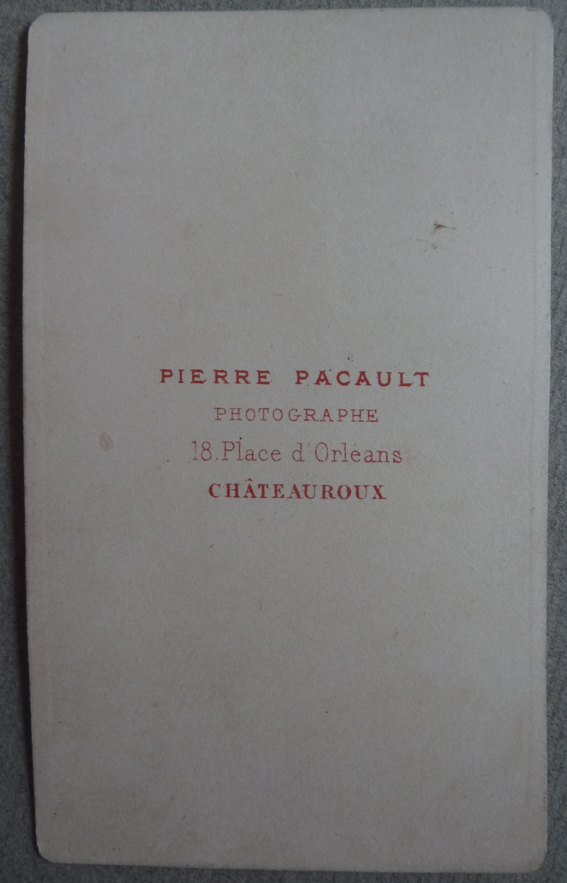 PIERRE PACAULT
PHOTOGRAPHE
18, Place d'Orléans
CHÂTEAUROUX